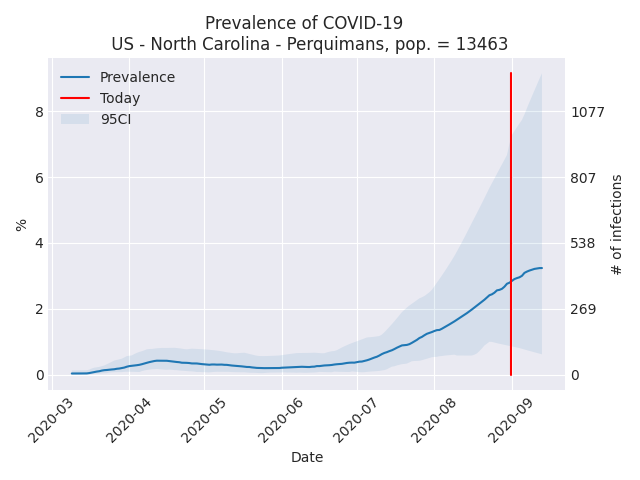 Prevalence of COVID-19
US - North Carolina - Perquimans, pop. = 13463
Prevalence
Today
95CI
8
6
4
2
0
%
1077
807
538
269
0
# of infections
2020-03
2020-04
2020-05
2020-06
2020-07
2020-08
2020-09
Date